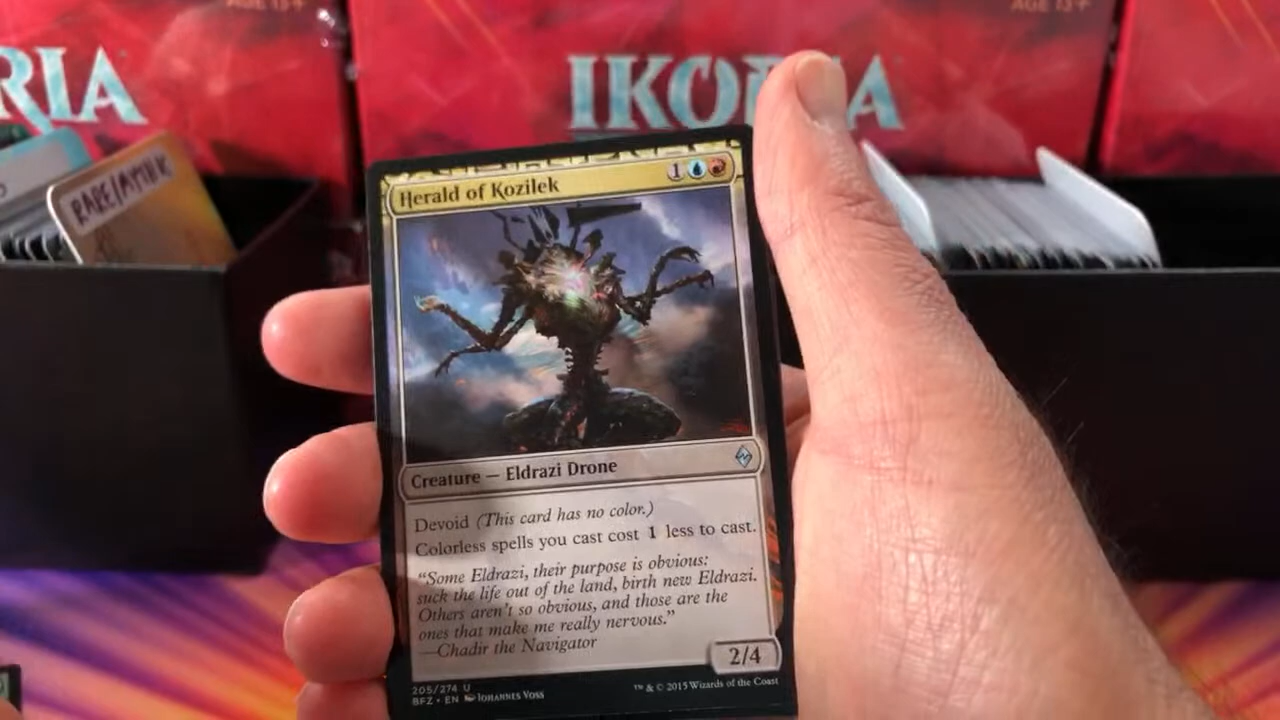 AGE 13+
AGE 13+
RIA
IKORIA
RARE/MYTHIC
Herald of Kozilek
1
Creature — Eldrazi Drone
Devoid (This card has no color.)
Colorless spells you cast cost 1 less to cast.
“Some Eldrazi, their purpose is obvious:
suck the life out of the land, birth new Eldrazi.
Others aren’t so obvious, and those are the
ones that make me really nervous.”
—Chadir the Navigator
2/4
205/274 U
BFZ • EN Johannes Voss
™ & © 2015 Wizards of the Coast